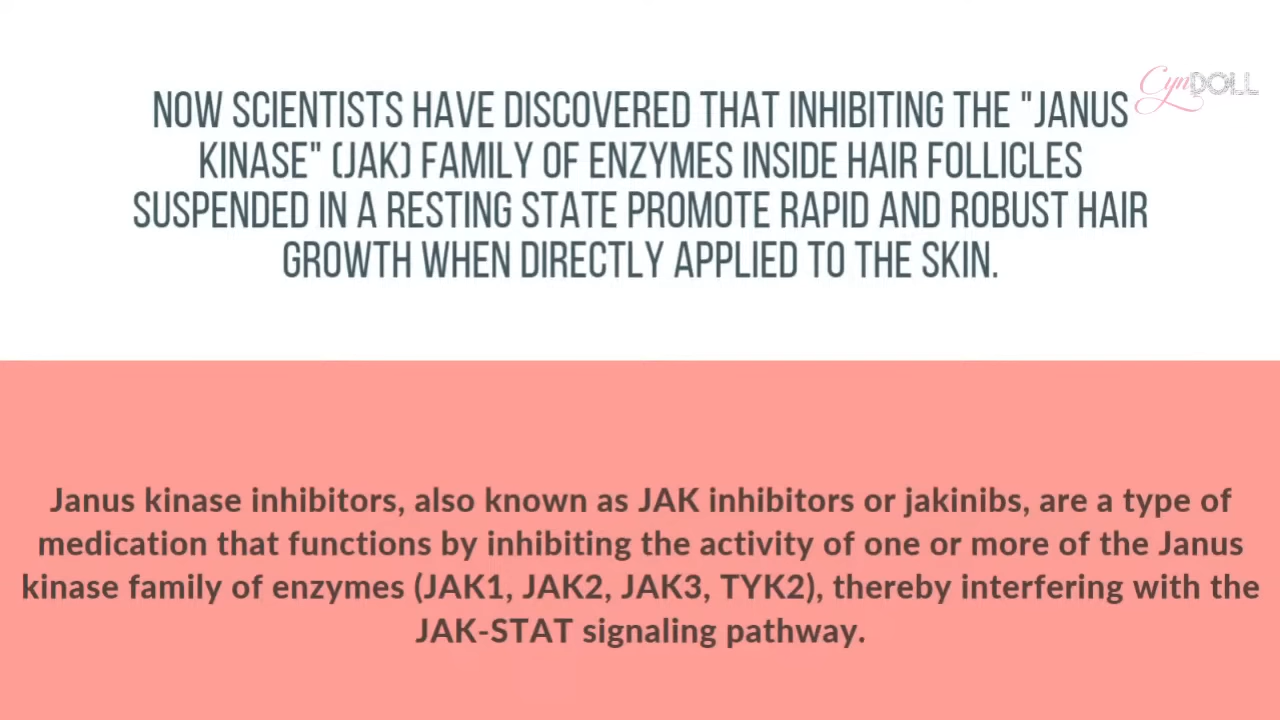 CynDOLL
NOW SCIENTISTS HAVE DISCOVERED THAT INHIBITING THE "JANUS
KINASE" (JAK) FAMILY OF ENZYMES INSIDE HAIR FOLLICLES
SUSPENDED IN A RESTING STATE PROMOTE RAPID AND ROBUST HAIR
GROWTH WHEN DIRECTLY APPLIED TO THE SKIN.
Janus kinase inhibitors, also known as JAK inhibitors or jakinibs, are a type of
medication that functions by inhibiting the activity of one or more of the Janus
kinase family of enzymes (JAK1, JAK2, JAK3, TYK2), thereby interfering with the
JAK-STAT signaling pathway.